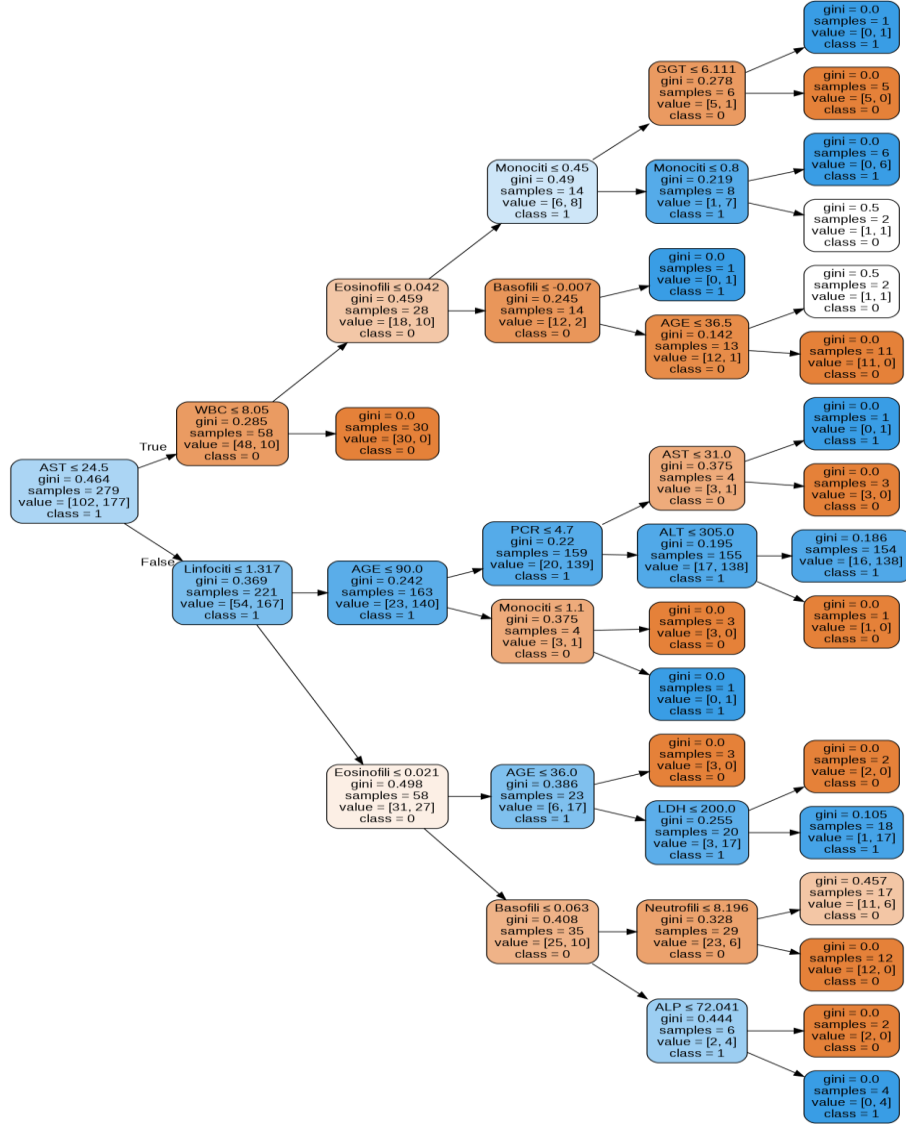 gini = 0.0
samples = 1
value = [0, 1]
class = 1
GGT ≤ 6.111
gini = 0.278
samples = 6
value = [5, 1]
class = 0
gini = 0.0
samples = 5
value = [5, 0]
class = 0
Monociti ≤ 0.45
gini = 0.49
samples = 14
value = [6, 8]
class = 1
Monociti ≤ 0.8
gini = 0.219
samples = 8
value = [1, 7]
class = 1
gini = 0.0
samples = 6
value = [0, 6]
class = 1
gini = 0.5
samples = 2
value = [1, 1]
class = 0
Eosinofili ≤ 0.042
gini = 0.459
samples = 28
value = [18, 10]
class = 0
Basofili ≤ -0.007
gini = 0.245
samples = 14
value = [12, 2]
class = 0
gini = 0.0
samples = 1
value = [0, 1]
class = 1
AGE ≤ 36.5
gini = 0.142
samples = 13
value = [12, 1]
class = 0
gini = 0.5
samples = 2
value = [1, 1]
class = 0
gini = 0.0
samples = 11
value = [11, 0]
class = 0
WBC ≤ 8.05
gini = 0.285
samples = 58
value = [48, 10]
class = 0
gini = 0.0
samples = 30
value = [30, 0]
class = 0
True
AST ≤ 24.5
gini = 0.464
samples = 279
value = [102, 177]
class = 1
False
Linfociti ≤ 1.317
gini = 0.369
samples = 221
value = [54, 167]
class = 1
AGE ≤ 90.0
gini = 0.242
samples = 163
value = [23, 140]
class = 1
PCR ≤ 4.7
gini = 0.22
samples = 159
value = [20, 139]
class = 1
AST ≤ 31.0
gini = 0.375
samples = 4
value = [3, 1]
class = 0
gini = 0.0
samples = 1
value = [0, 1]
class = 1
gini = 0.0
samples = 3
value = [3, 0]
class = 0
ALT ≤ 305.0
gini = 0.195
samples = 155
value = [17, 138]
class = 1
gini = 0.186
samples = 154
value = [16, 138]
class = 1
gini = 0.0
samples = 1
value = [1, 0]
class = 0
Monociti ≤ 1.1
gini = 0.375
samples = 4
value = [3, 1]
class = 0
gini = 0.0
samples = 3
value = [3, 0]
class = 0
gini = 0.0
samples = 1
value = [0, 1]
class = 1
Eosinofili ≤ 0.021
gini = 0.498
samples = 58
value = [31, 27]
class = 0
AGE ≤ 36.0
gini = 0.386
samples = 23
value = [6, 17]
class = 1
gini = 0.0
samples = 3
value = [3, 0]
class = 0
LDH ≤ 200.0
gini = 0.255
samples = 20
value = [3, 17]
class = 1
gini = 0.0
samples = 2
value = [2, 0]
class = 0
gini = 0.105
samples = 18
value = [1, 17]
class = 1
Basofili ≤ 0.063
gini = 0.408
samples = 35
value = [25, 10]
class = 0
Neutrofili ≤ 8.196
gini = 0.328
samples = 29
value = [23, 6]
class = 0
gini = 0.457
samples = 17
value = [11, 6]
class = 0
gini = 0.0
samples = 12
value = [12, 0]
class = 0
ALP ≤ 72.041
gini = 0.444
samples = 6
value = [2, 4]
class = 1
gini = 0.0
samples = 2
value = [2, 0]
class = 0
gini = 0.0
samples = 4
value = [0, 4]
class = 1